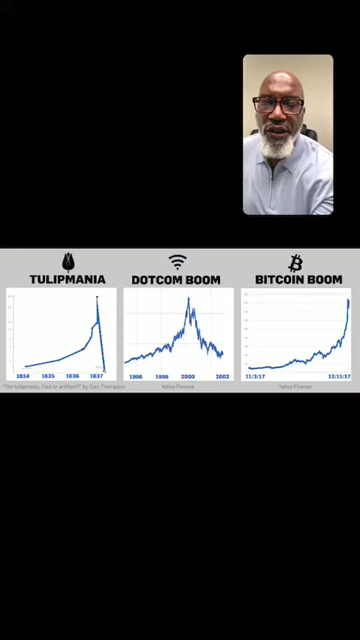 TULIPMANIA
DOTCOM BOOM
BITCOIN BOOM
1834 1635 1636 1637
1996 1998 2000 2002
11/3/17 12/11/17
"The tulipmania: Fact or artifact?" by Earl Thompson
Yahoo Finance
Yahoo Finance